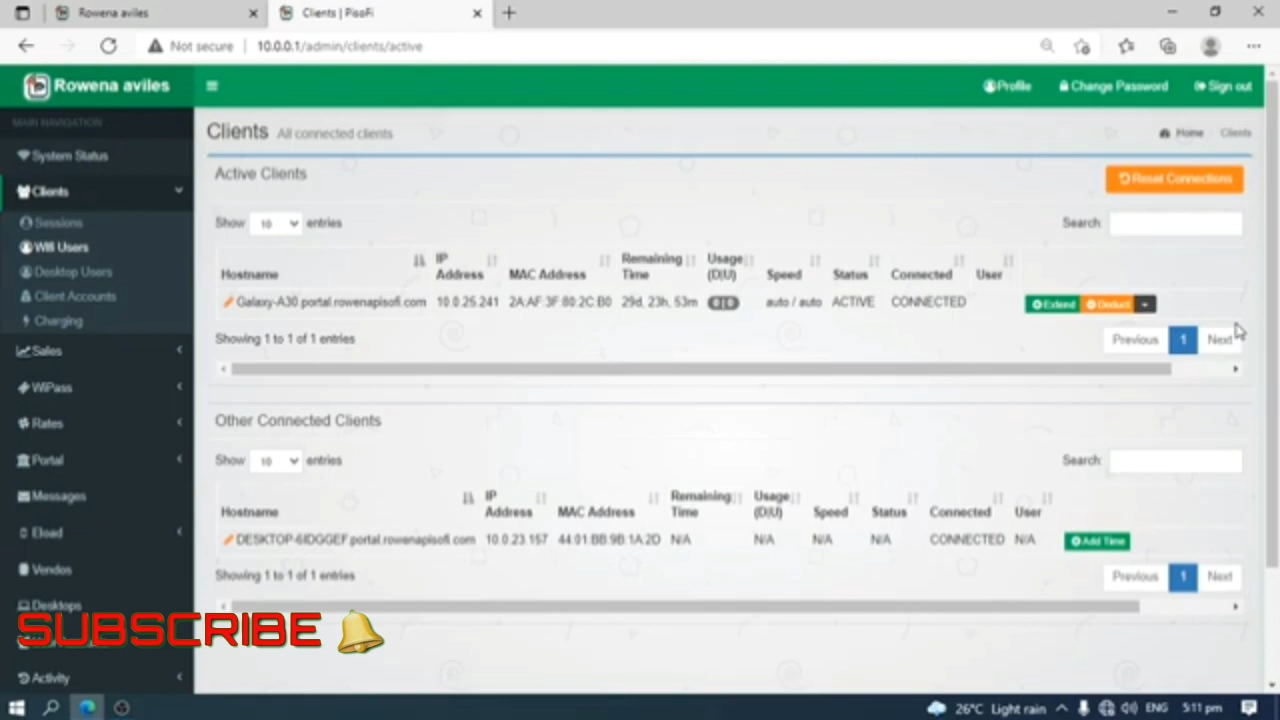 Rowena aviles
Clients | PisoFi
Not secure
10.0.0.1/admin/clients/active
Rowena aviles
Profile
Change Password
Sign out
MAIN NAVIGATION
System Status
Clients
Sessions
Wifi Users
Desktop Users
Client Accounts
Charging
Sales
WiPass
Rates
Portal
Messages
Eload
Vendos
Desktops
Activity
Clients All connected clients
Home Clients
Active Clients
Reset Connections
Show 10 entries
Search:
Hostname IP Address MAC Address Remaining Time Usage (D|U) Speed Status Connected User
Galaxy-A30.portal.rowenapisofi.com 10.0.25.241 2A:AF:3F:80:2C:B0 29d, 23h, 53m 0|0 auto / auto ACTIVE CONNECTED Extend Deduct
Showing 1 to 1 of 1 entries
Previous 1 Next
Other Connected Clients
Show 10 entries
Search:
Hostname IP Address MAC Address Remaining Time Usage (D|U) Speed Status Connected User
DESKTOP-6IDGGEF.portal.rowenapisofi.com 10.0.23.157 44:01:BB:9B:1A:2D N/A N/A N/A N/A CONNECTED N/A Add Time
Showing 1 to 1 of 1 entries
Previous 1 Next
SUBSCRIBE
26°C Light rain
ENG
5:11 pm